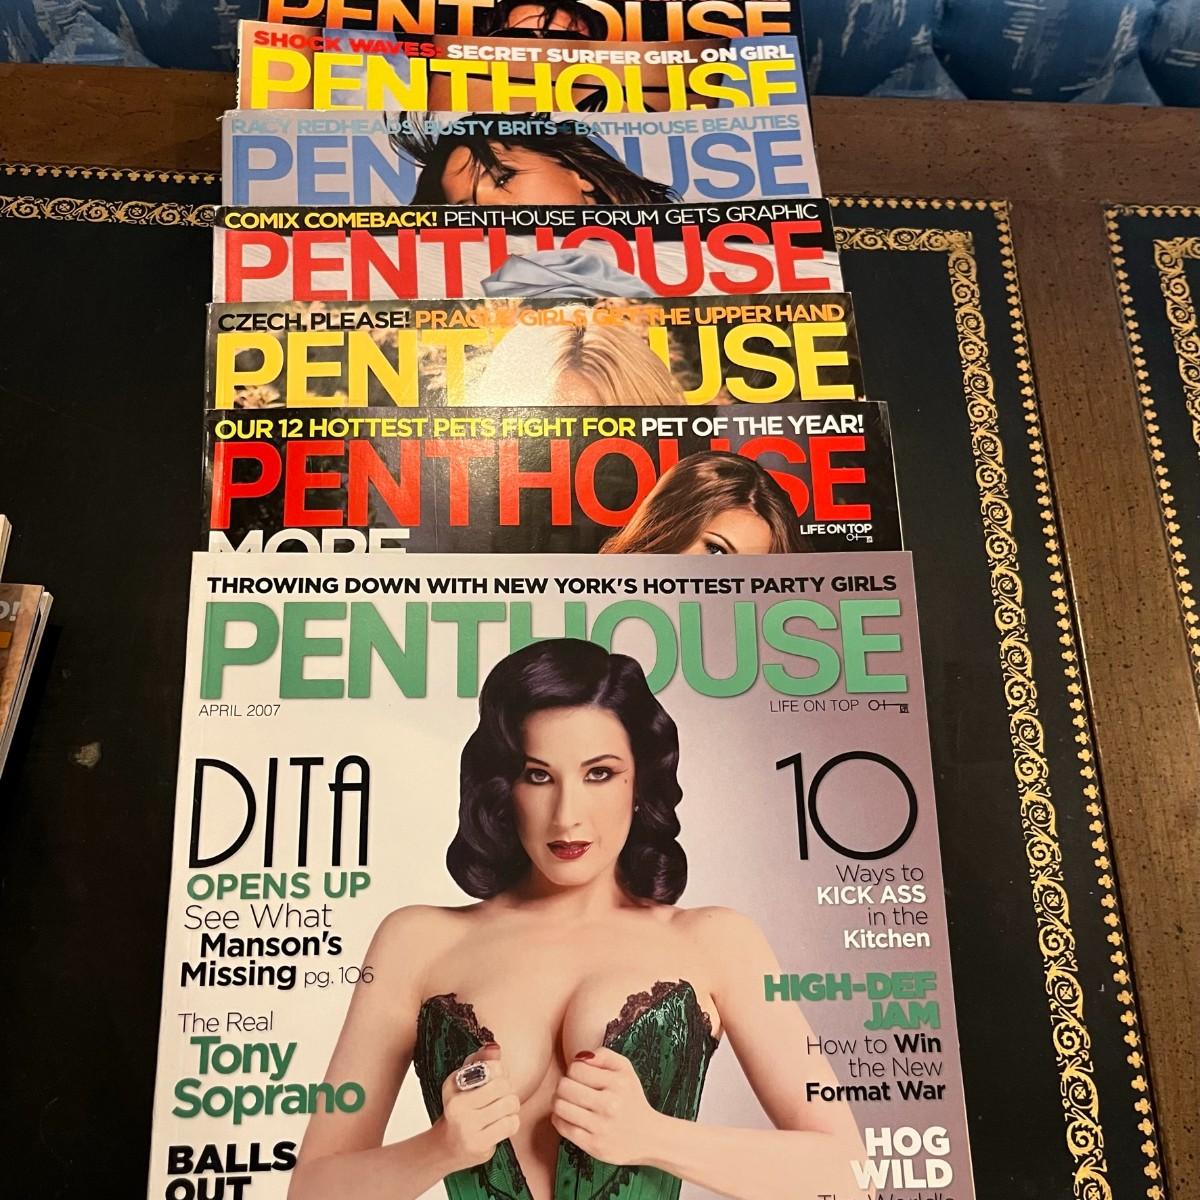 PENTHOUSE
SHOCK WAVES: SECRET SURFER GIRL ON GIRL
PENTHOUSE
RACY REDHEADS, BUSTY BRITS + BATHHOUSE BEAUTIES
PENTHOUSE
COMIX COMEBACK! PENTHOUSE FORUM GETS GRAPHIC
PENTHOUSE
CZECH, PLEASE! PRAGUE GIRLS GET THE UPPER HAND
PENTHOUSE
OUR 12 HOTTEST PETS FIGHT FOR PET OF THE YEAR!
PENTHOUSE
LIFE ON TOP
MORE
THROWING DOWN WITH NEW YORK'S HOTTEST PARTY GIRLS
PENTHOUSE
APRIL 2007
LIFE ON TOP
DITA
OPENS UP
See What
Manson's
Missing pg. 106
The Real
Tony
Soprano
BALLS
OUT
10
Ways to
KICK ASS
in the
Kitchen
HIGH-DEF
JAM
How to Win
the New
Format War
HOG
WILD
The World's